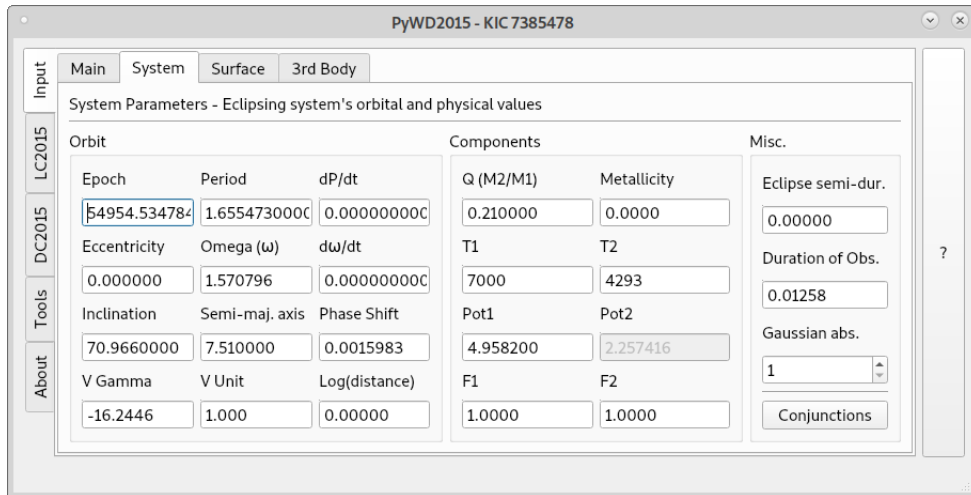 PyWD2015 - KIC 7385478
Input
LC2015
DC2015
Tools
About
Main System Surface 3rd Body
System Parameters - Eclipsing system's orbital and physical values
Orbit Components Misc.
Epoch Period dP/dt Q (M2/M1) Metallicity Eclipse semi-dur.
54954.534784 1.6554730000 0.000000000 0.210000 0.0000 0.00000
Eccentricity Omega (ω) dω/dt T1 T2 Duration of Obs.
0.000000 1.570796 0.000000000 7000 4293 0.01258
Inclination Semi-maj. axis Phase Shift Pot1 Pot2 Gaussian abs.
70.9660000 7.510000 0.0015983 4.958200 2.257416 1
V Gamma V Unit Log(distance) F1 F2
-16.2446 1.000 0.00000 1.0000 1.0000 Conjunctions
?